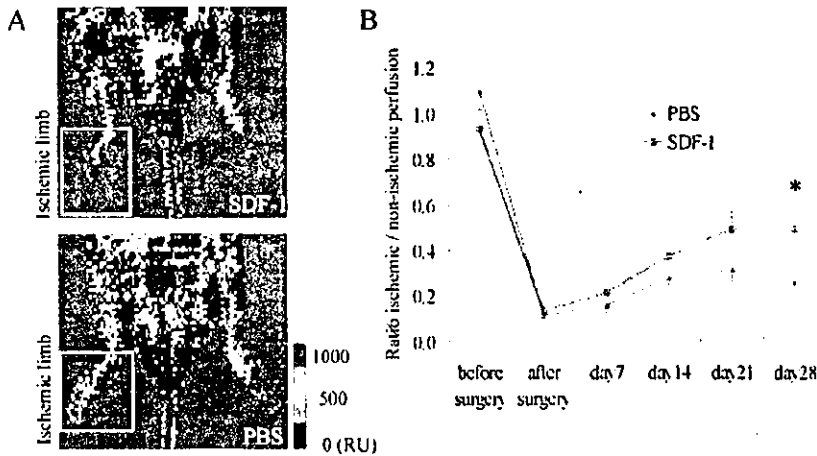 A
Ischemic limb
SDF-1
Ischemic limb
PBS
1000
500
0 (RU)
B
Ratio ischemic / non-ischemic perfusion
1.2
1.0
0.8
0.6
0.4
0.2
0.0
PBS
SDF-1
*
before surgery
after surgery
day7
day14
day21
day28